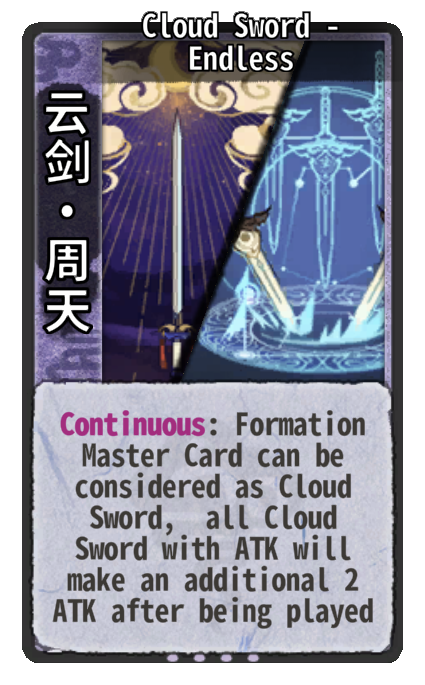 Cloud Sword -
Endless
云剑·周天
Continuous: Formation
Master Card can be
considered as Cloud
Sword,  all Cloud
Sword with ATK will
make an additional 2
ATK after being played